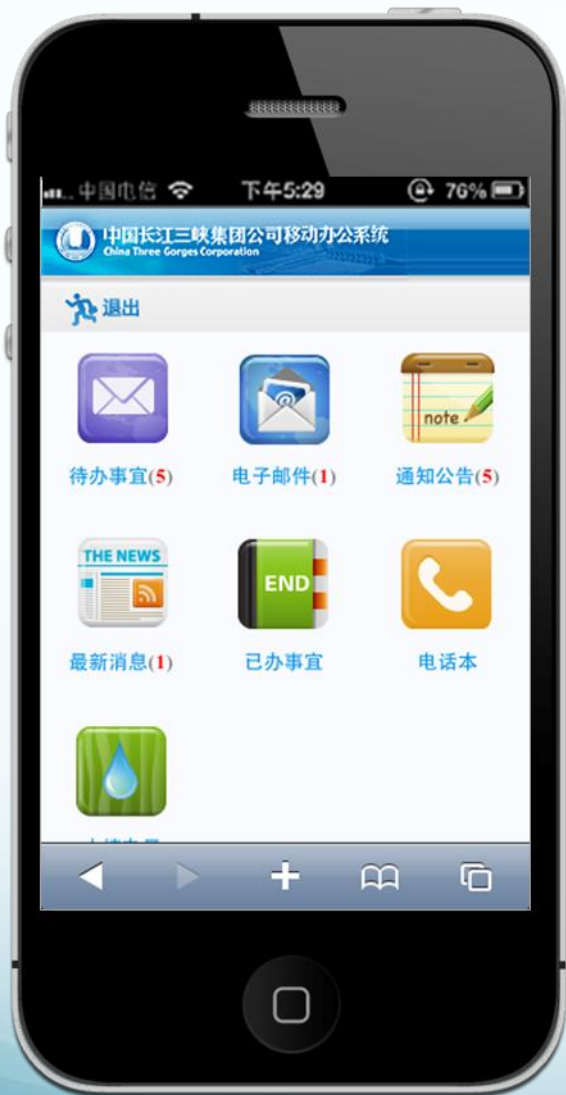 中国电信 下午5:29 76%
中国长江三峡集团公司移动办公系统
China Three Gorges Corporation
退出
note
待办事宜(5) 电子邮件(1) 通知公告(5)
THE NEWS
END
最新消息(1) 已办事宜 电话本